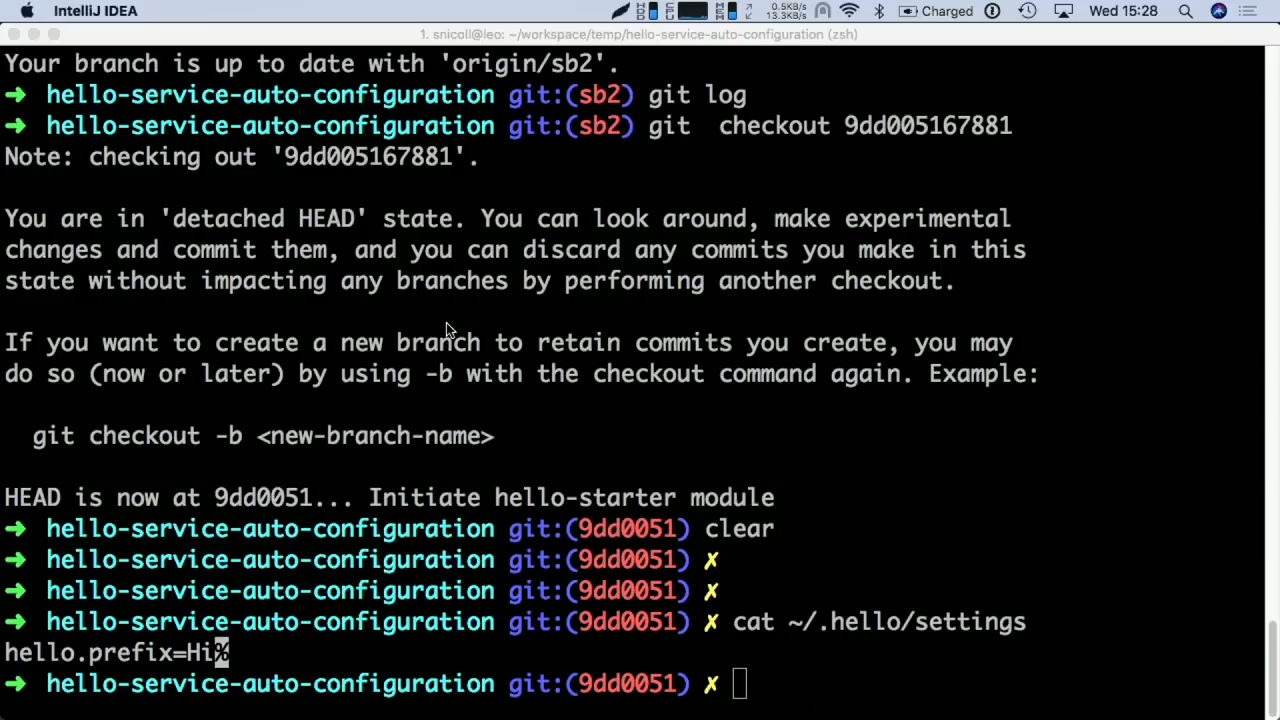 IntelliJ IDEA
0.5KB/s
13.3KB/s
Charged
Wed 15:28
1. snicoll@leo: ~/workspace/temp/hello-service-auto-configuration (zsh)
Your branch is up to date with 'origin/sb2'.
➜ hello-service-auto-configuration git:(sb2) git log
➜ hello-service-auto-configuration git:(sb2) git  checkout 9dd005167881
Note: checking out '9dd005167881'.
You are in 'detached HEAD' state. You can look around, make experimental
changes and commit them, and you can discard any commits you make in this
state without impacting any branches by performing another checkout.
If you want to create a new branch to retain commits you create, you may
do so (now or later) by using -b with the checkout command again. Example:
git checkout -b <new-branch-name>
HEAD is now at 9dd0051... Initiate hello-starter module
➜ hello-service-auto-configuration git:(9dd0051) clear
➜ hello-service-auto-configuration git:(9dd0051) ✗
➜ hello-service-auto-configuration git:(9dd0051) ✗
➜ hello-service-auto-configuration git:(9dd0051) ✗ cat ~/.hello/settings
hello.prefix=Hi%
➜ hello-service-auto-configuration git:(9dd0051) ✗